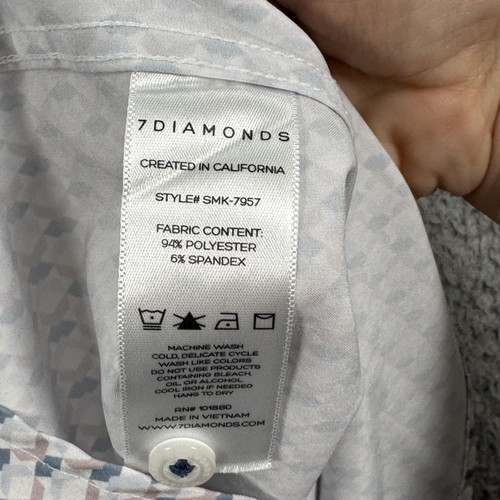 7DIAMONDS
CREATED IN CALIFORNIA
STYLE# SMK-7957
FABRIC CONTENT:
94% POLYESTER
6% SPANDEX
MACHINE WASH
COLD, DELICATE CYCLE
WASH LIKE COLORS
DO NOT USE PRODUCTS
CONTAINING BLEACH,
OIL, OR ALCOHOL
COOL IRON IF NEEDED
HANG TO DRY
RN# 101880
MADE IN VIETNAM
WWW.7DIAMONDS.COM